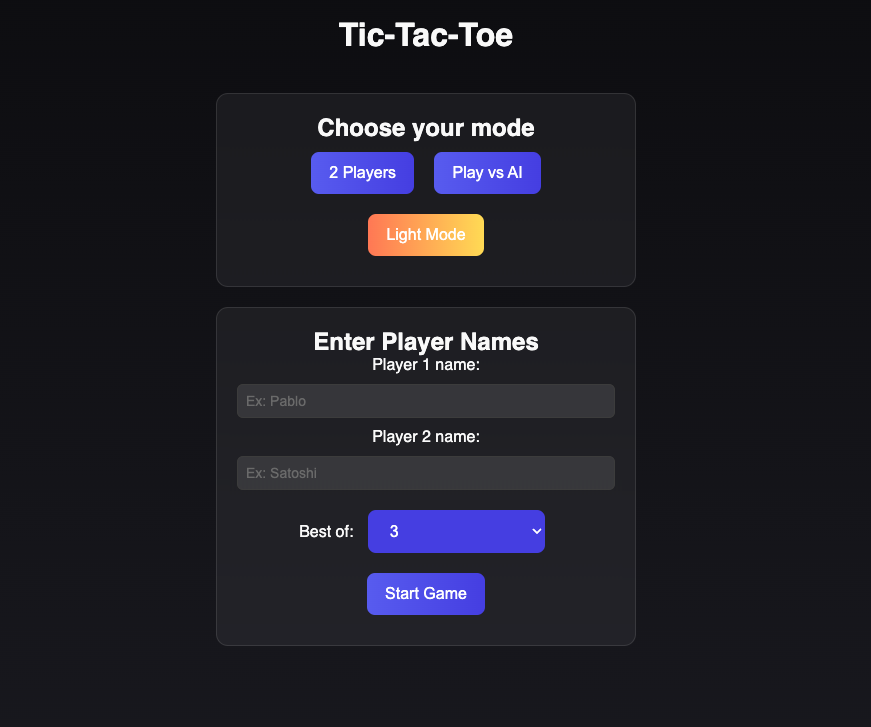 Tic-Tac-Toe
Choose your mode
2 Players Play vs AI
Light Mode
Enter Player Names
Player 1 name:
Ex: Pablo
Player 2 name:
Ex: Satoshi
Best of: 3
Start Game